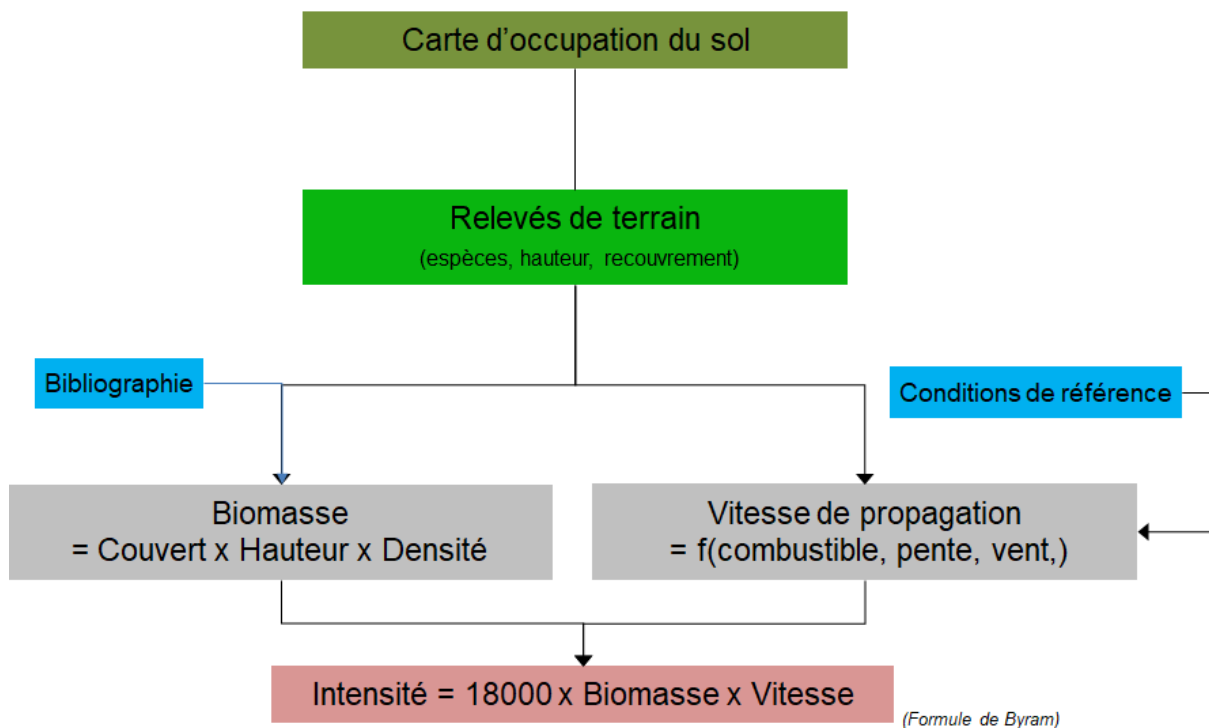 Carte d'occupation du sol
Relevés de terrain
(espèces, hauteur, recouvrement)
Bibliographie
Conditions de référence
Biomasse
= Couvert x Hauteur x Densité
Vitesse de propagation
= f(combustible, pente, vent,)
Intensité = 18000 x Biomasse x Vitesse
(Formule de Byram)